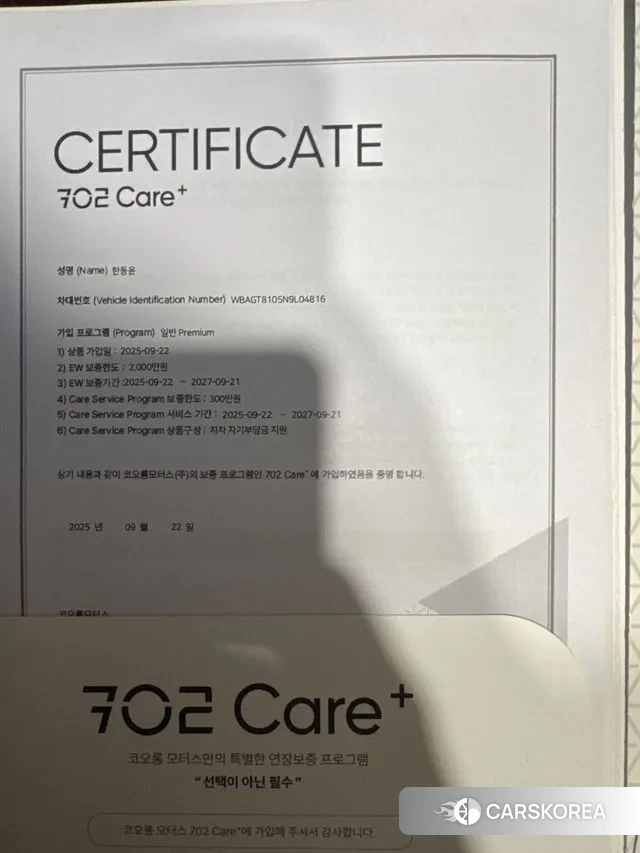 CERTIFICATE
702 Care+
성명 (Name) 한동윤
차대번호 (Vehicle Identification Number) WBAGT8105N9L04816
가입 프로그램 (Program) 일반 Premium
1) 상품 가입일 : 2025-09-22
2) EW 보증한도 : 2,000만원
3) EW 보증기간 :2025-09-22 ~ 2027-09-21
4) Care Service Program 보증한도 : 300만원
5) Care Service Program 서비스 기간 : 2025-09-22 ~ 2027-09-21
6) Care Service Program 상품구성 : 자차 자기부담금 지원
상기 내용과 같이 코오롱모터스(주)의 보증 프로그램인 702 Care+ 에 가입하였음을 증명 합니다.
2025 년 09 월 22 일
코오롱모터스
702 Care+
코오롱 모터스만의 특별한 연장보증 프로그램
“선택이 아닌 필수”
코오롱 모터스 702 Care+에 가입해 주셔서 감사합니다.
CARSKOREA